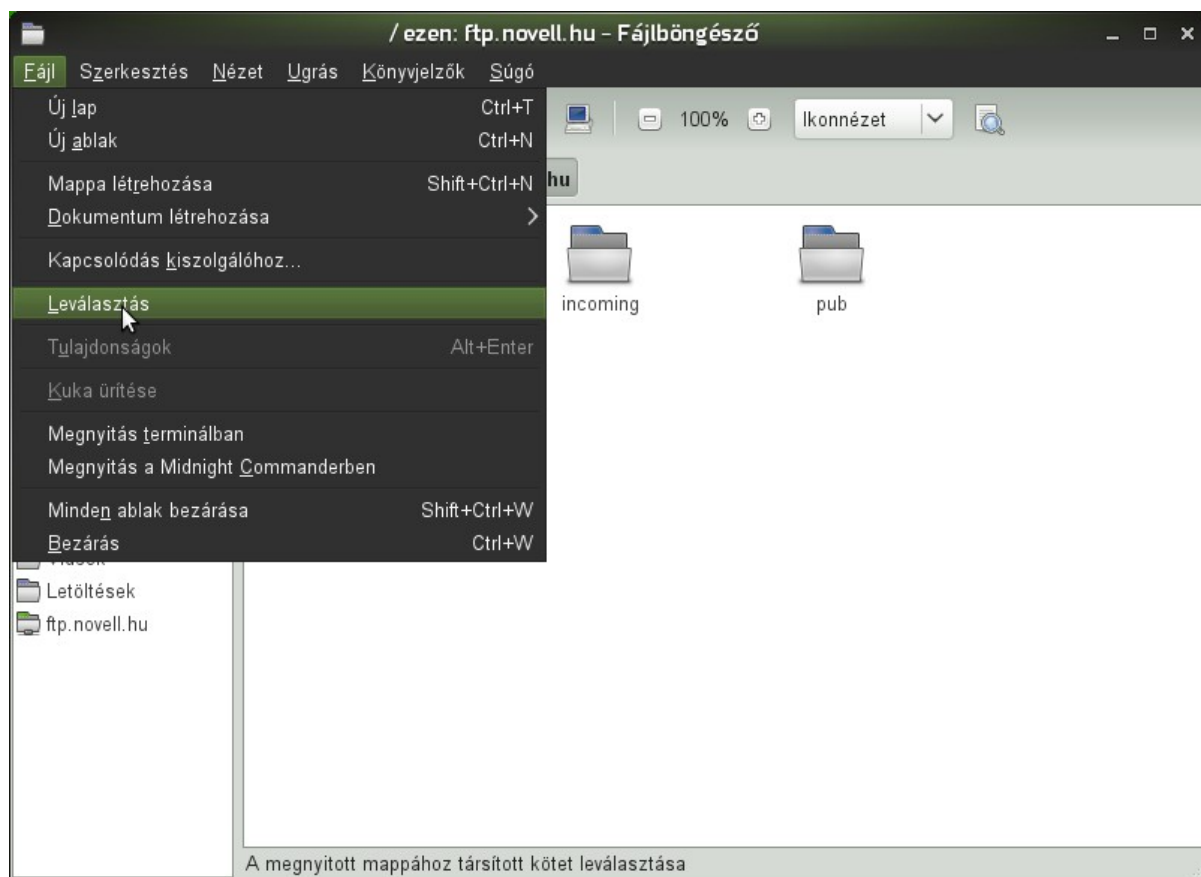 / ezen: ftp.novell.hu – Fájlböngésző
Fájl Szerkesztés Nézet Ugrás Könyvjelzők Súgó
Új lap Ctrl+T
Új ablak Ctrl+N
Mappa létrehozása Shift+Ctrl+N
Dokumentum létrehozása
Kapcsolódás kiszolgálóhoz...
Leválasztás
Tulajdonságok Alt+Enter
Kuka ürítése
Megnyitás terminálban
Megnyitás a Midnight Commanderben
Minden ablak bezárása Shift+Ctrl+W
Bezárás Ctrl+W
100% Ikonnézet
hu
incoming pub
Letöltések
ftp.novell.hu
A megnyitott mappához társított kötet leválasztása